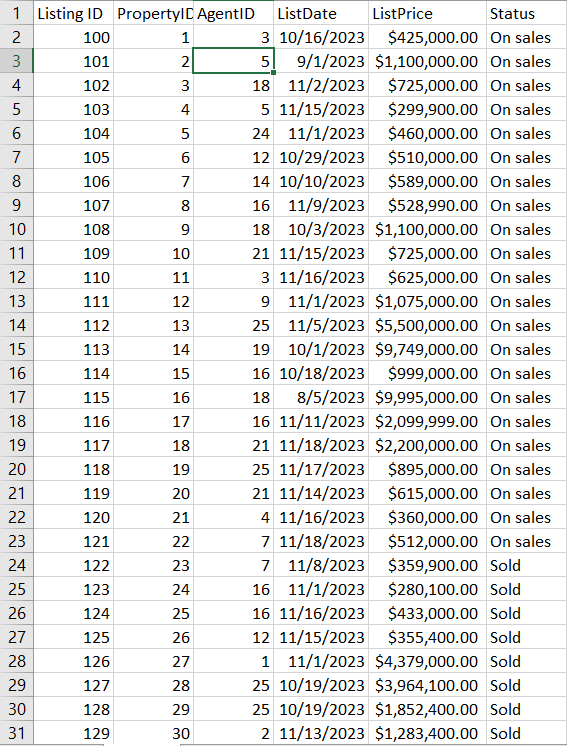 1 Listing ID PropertyID AgentID ListDate ListPrice Status
2 100 1 3 10/16/2023 $425,000.00 On sales
3 101 2 5 9/1/2023 $1,100,000.00 On sales
4 102 3 18 11/2/2023 $725,000.00 On sales
5 103 4 5 11/15/2023 $299,900.00 On sales
6 104 5 24 11/1/2023 $460,000.00 On sales
7 105 6 12 10/29/2023 $510,000.00 On sales
8 106 7 14 10/10/2023 $589,000.00 On sales
9 107 8 16 11/9/2023 $528,990.00 On sales
10 108 9 18 10/3/2023 $1,100,000.00 On sales
11 109 10 21 11/15/2023 $725,000.00 On sales
12 110 11 3 11/16/2023 $625,000.00 On sales
13 111 12 9 11/1/2023 $1,075,000.00 On sales
14 112 13 25 11/5/2023 $5,500,000.00 On sales
15 113 14 19 10/1/2023 $9,749,000.00 On sales
16 114 15 16 10/18/2023 $999,000.00 On sales
17 115 16 18 8/5/2023 $9,995,000.00 On sales
18 116 17 16 11/11/2023 $2,099,999.00 On sales
19 117 18 21 11/18/2023 $2,200,000.00 On sales
20 118 19 25 11/17/2023 $895,000.00 On sales
21 119 20 21 11/14/2023 $615,000.00 On sales
22 120 21 4 11/16/2023 $360,000.00 On sales
23 121 22 7 11/18/2023 $512,000.00 On sales
24 122 23 7 11/8/2023 $359,900.00 Sold
25 123 24 16 11/1/2023 $280,100.00 Sold
26 124 25 16 11/16/2023 $433,000.00 Sold
27 125 26 12 11/15/2023 $355,400.00 Sold
28 126 27 1 11/1/2023 $4,379,000.00 Sold
29 127 28 25 10/19/2023 $3,964,100.00 Sold
30 128 29 25 10/19/2023 $1,852,400.00 Sold
31 129 30 2 11/13/2023 $1,283,400.00 Sold